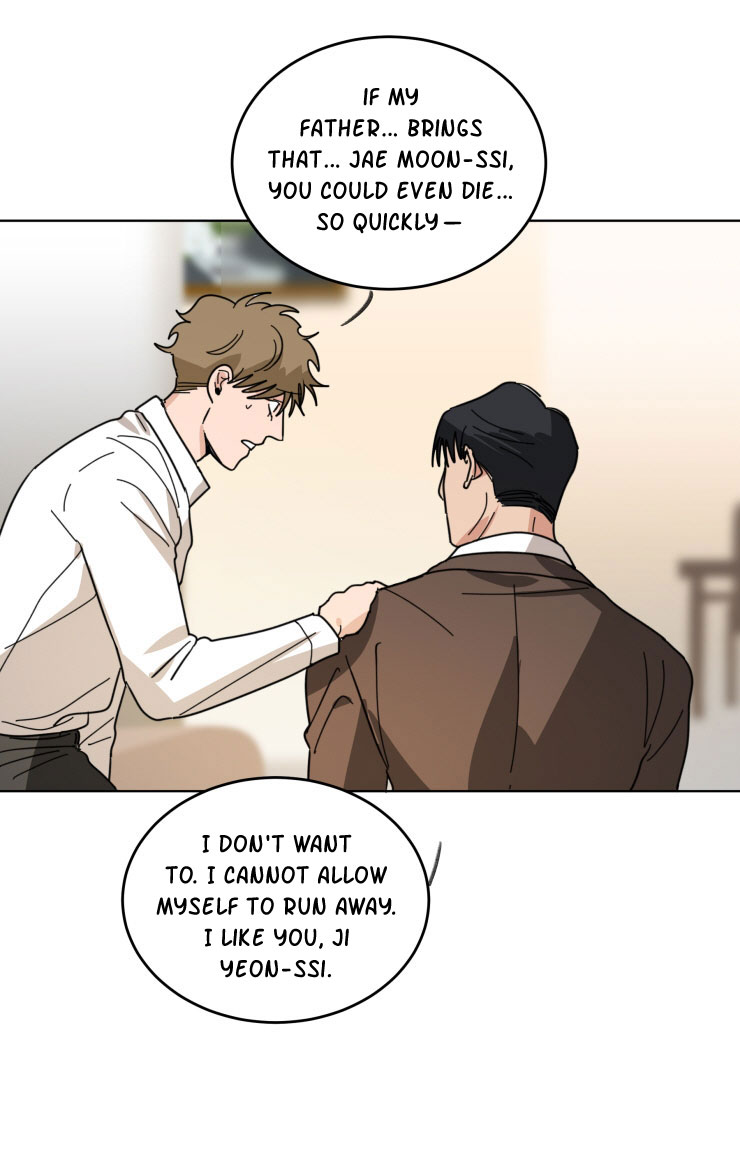 IF MY
FATHER... BRINGS
THAT... JAE MOON-SSI,
YOU COULD EVEN DIE...
SO QUICKLY—
I DON'T WANT
TO. I CANNOT ALLOW
MYSELF TO RUN AWAY.
I LIKE YOU, JI
YEON-SSI.